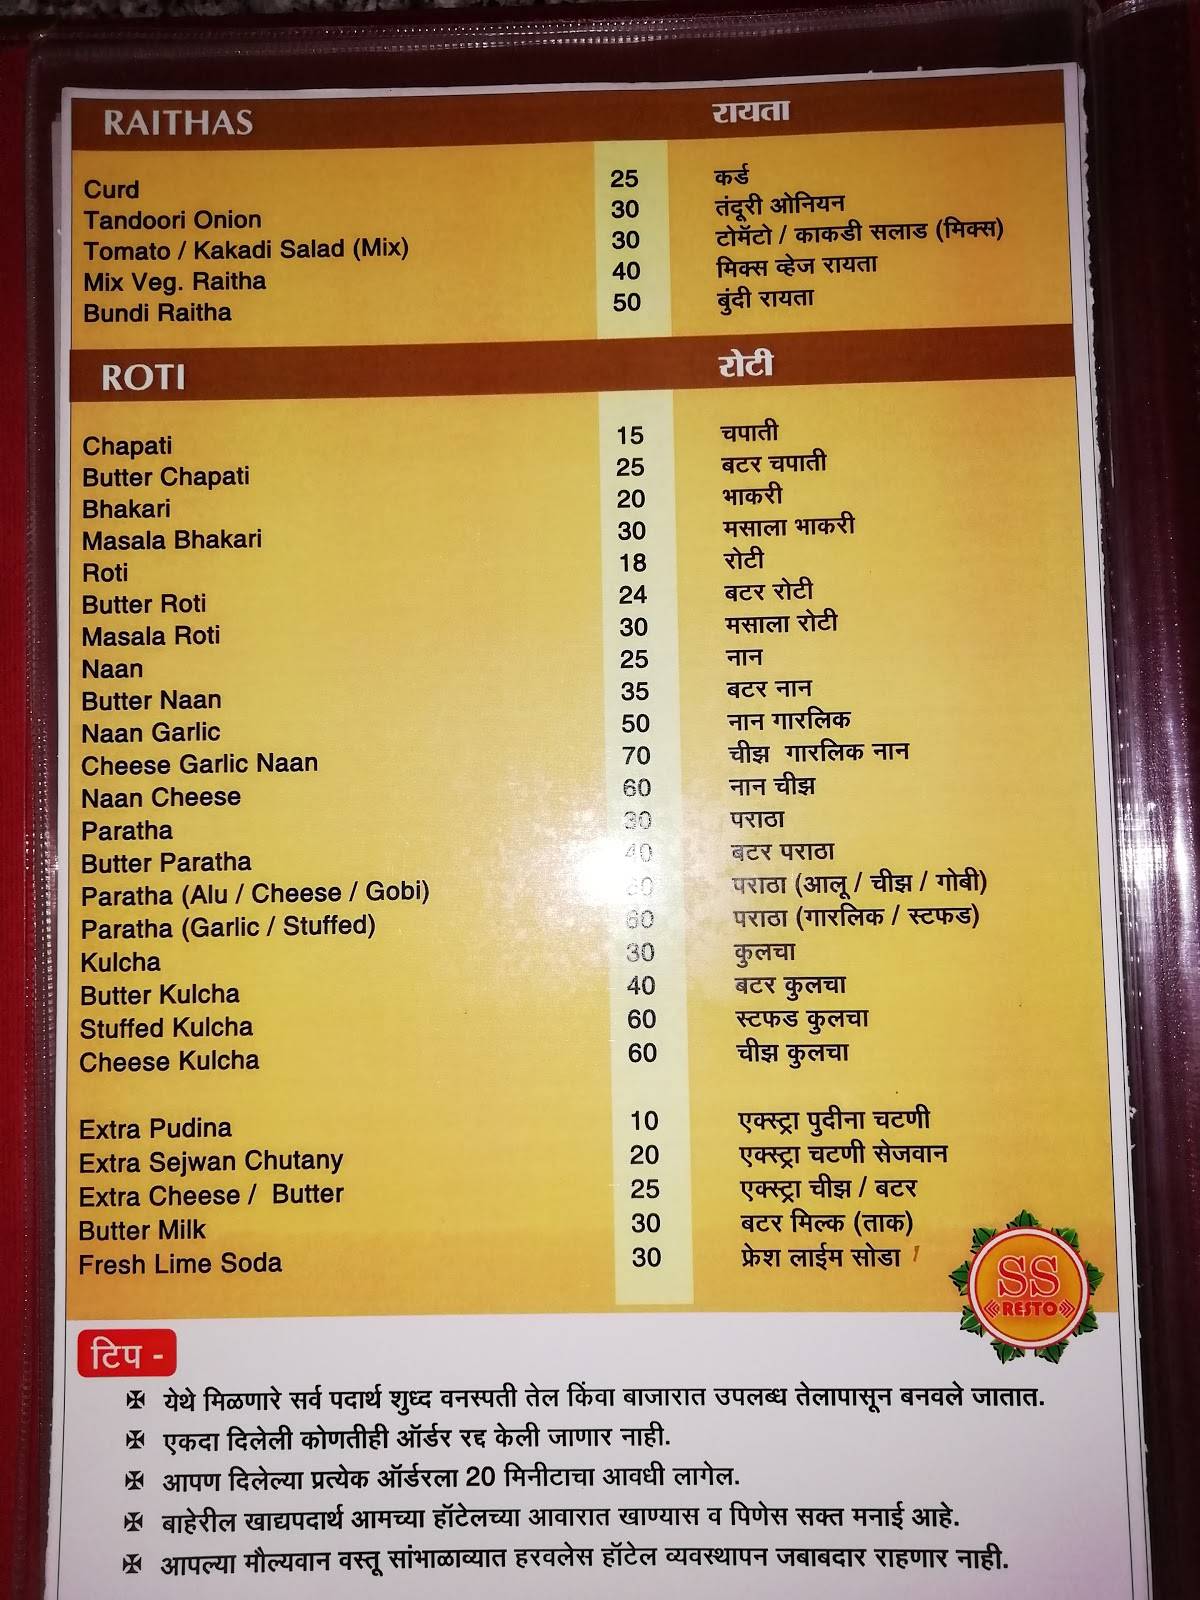 RAITHAS रायता
Curd 25 कर्ड
Tandoori Onion 30 तंदूरी ओनियन
Tomato / Kakadi Salad (Mix) 30 टोमॅटो / काकडी सलाड (मिक्स)
Mix Veg. Raitha 40 मिक्स व्हेज रायता
Bundi Raitha 50 बुंदी रायता
ROTI रोटी
Chapati 15 चपाती
Butter Chapati 25 बटर चपाती
Bhakari 20 भाकरी
Masala Bhakari 30 मसाला भाकरी
Roti 18 रोटी
Butter Roti 24 बटर रोटी
Masala Roti 30 मसाला रोटी
Naan 25 नान
Butter Naan 35 बटर नान
Naan Garlic 50 नान गारलिक
Cheese Garlic Naan 70 चीझ गारलिक नान
Naan Cheese 60 नान चीझ
Paratha 30 पराठा
Butter Paratha 40 बटर पराठा
Paratha (Alu / Cheese / Gobi) पराठा (आलू / चीझ / गोबी)
Paratha (Garlic / Stuffed) 60 पराठा (गारलिक / स्टफड)
Kulcha 30 कुलचा
Butter Kulcha 40 बटर कुलचा
Stuffed Kulcha 60 स्टफड कुलचा
Cheese Kulcha 60 चीझ कुलचा
Extra Pudina 10 एक्स्ट्रा पुदीना चटणी
Extra Sejwan Chutany 20 एक्स्ट्रा चटणी सेजवान
Extra Cheese / Butter 25 एक्स्ट्रा चीझ / बटर
Butter Milk 30 बटर मिल्क (ताक)
Fresh Lime Soda 30 फ्रेश लाईम सोडा
SS
RESTO
टिप -
✠ येथे मिळणारे सर्व पदार्थ शुध्द वनस्पती तेल किंवा बाजारात उपलब्ध तेलापासून बनवले जातात.
✠ एकदा दिलेली कोणतीही ऑर्डर रद्द केली जाणार नाही.
✠ आपण दिलेल्या प्रत्येक ऑर्डरला 20 मिनीटाचा आवधी लागेल.
✠ बाहेरील खाद्यपदार्थ आमच्या हॉटेलच्या आवारात खाण्यास व पिणेस सक्त मनाई आहे.
✠ आपल्या मौल्यवान वस्तू सांभाळाव्यात हरवलेस हॉटेल व्यवस्थापन जबाबदार राहणार नाही.